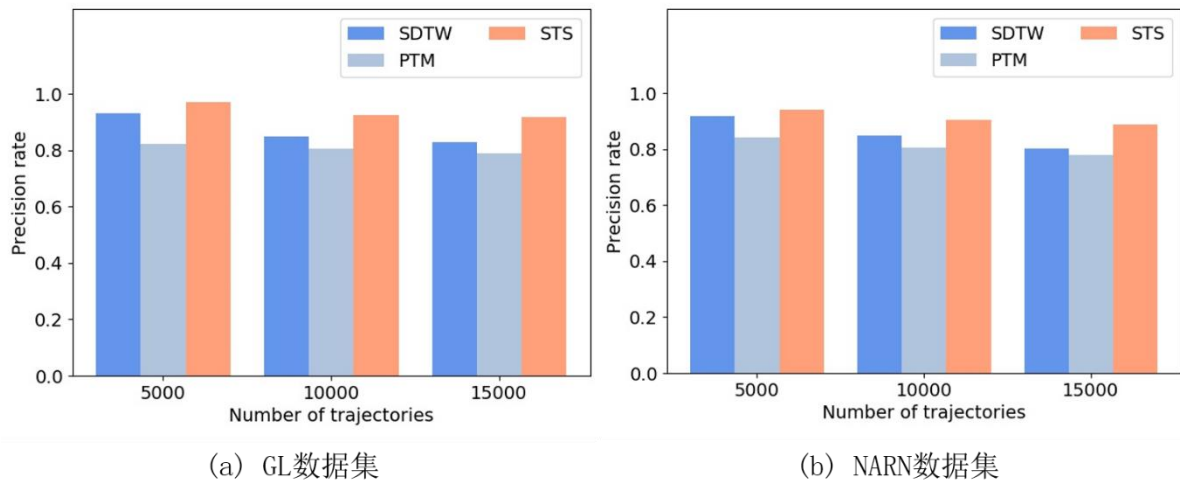 SDTW STS
PTM
Precision rate
1.0
0.8
0.6
0.4
0.2
0.0
5000 10000 15000
Number of trajectories
(a) GL数据集
SDTW STS
PTM
Precision rate
1.0
0.8
0.6
0.4
0.2
0.0
5000 10000 15000
Number of trajectories
(b) NARN数据集